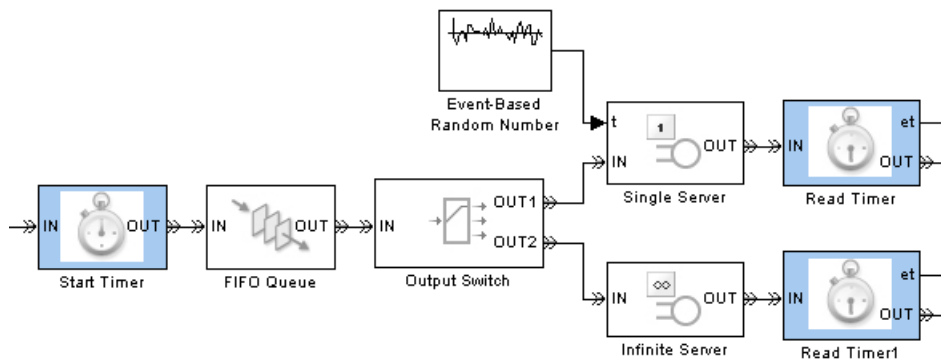 Event-Based
Random Number
t
1
IN
OUT
Single Server
IN
et
OUT
Read Timer
IN
OUT
Start Timer
IN
OUT
FIFO Queue
IN
OUT1
OUT2
Output Switch
IN
∞
OUT
Infinite Server
IN
et
OUT
Read Timer1